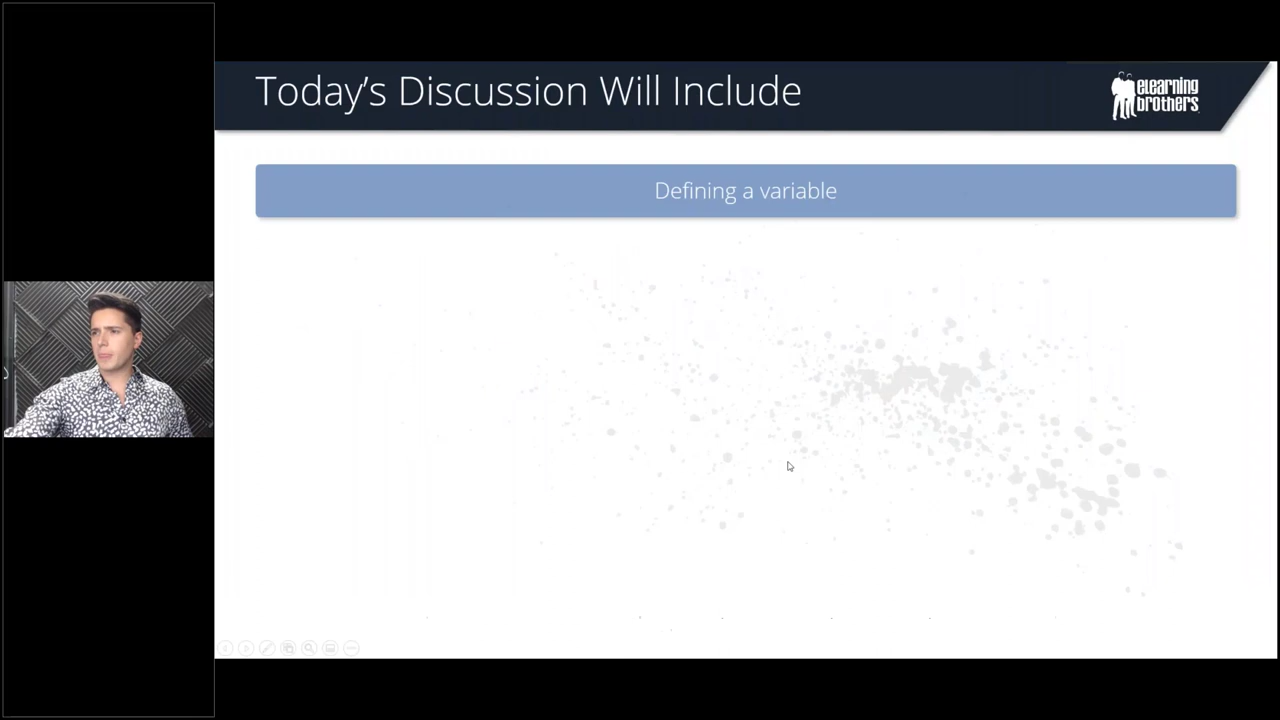 Today's Discussion Will Include
eLearning
brothers
Defining a variable